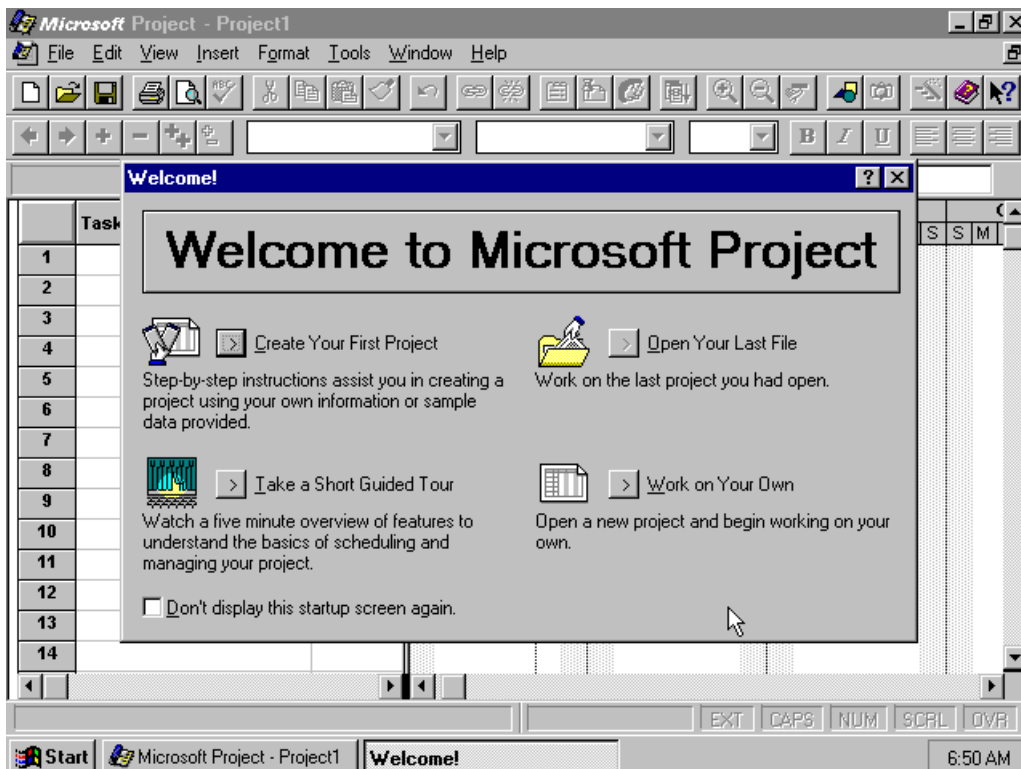 Microsoft Project - Project1
File Edit View Insert Format Tools Window Help
ABC
B I U
Welcome!
Task
S S M
Welcome to Microsoft Project
1
2
3
4
5
6
7
8
9
10
11
12
13
14
Create Your First Project
Step-by-step instructions assist you in creating a
project using your own information or sample
data provided.
Open Your Last File
Work on the last project you had open.
Take a Short Guided Tour
Watch a five minute overview of features to
understand the basics of scheduling and
managing your project.
Work on Your Own
Open a new project and begin working on your
own.
Don't display this startup screen again.
EXT CAPS NUM SCRL OVR
Start Microsoft Project - Project1 Welcome! 6:50 AM